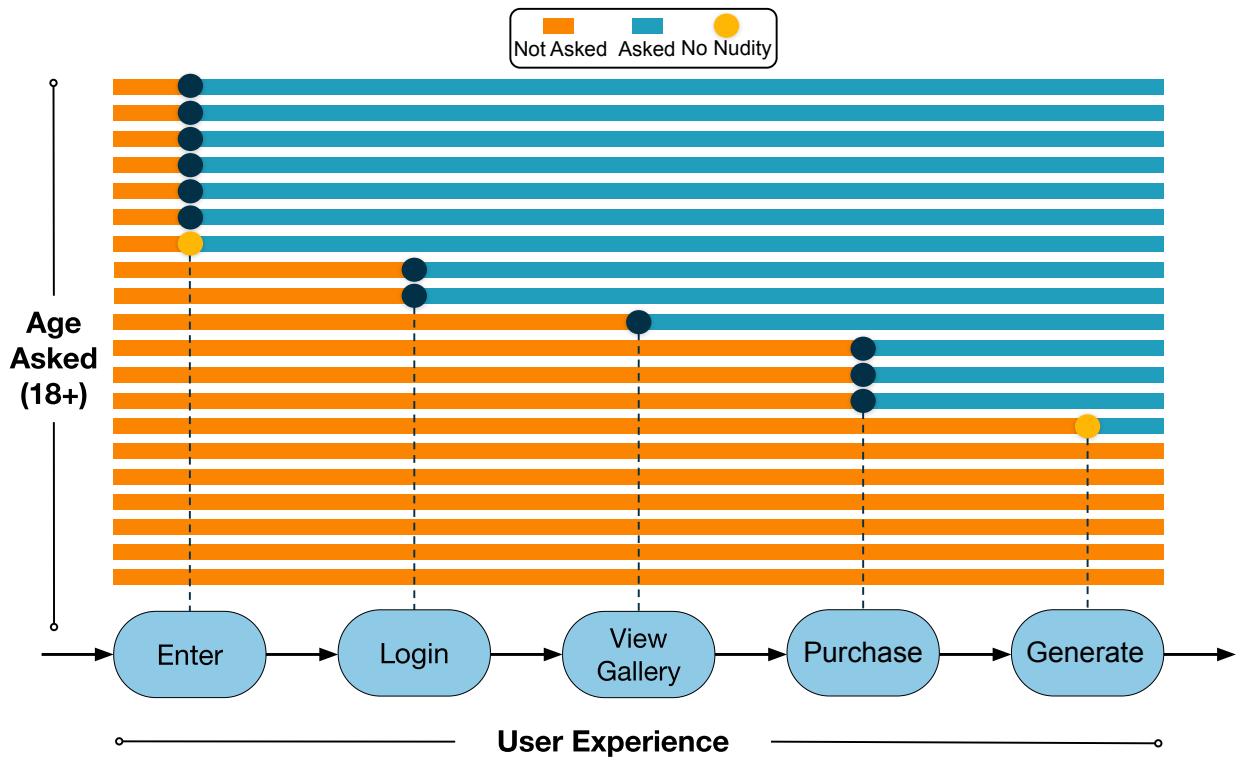 Not Asked Asked No Nudity
Age
Asked
(18+)
Enter
Login
View
Gallery
Purchase
Generate
User Experience